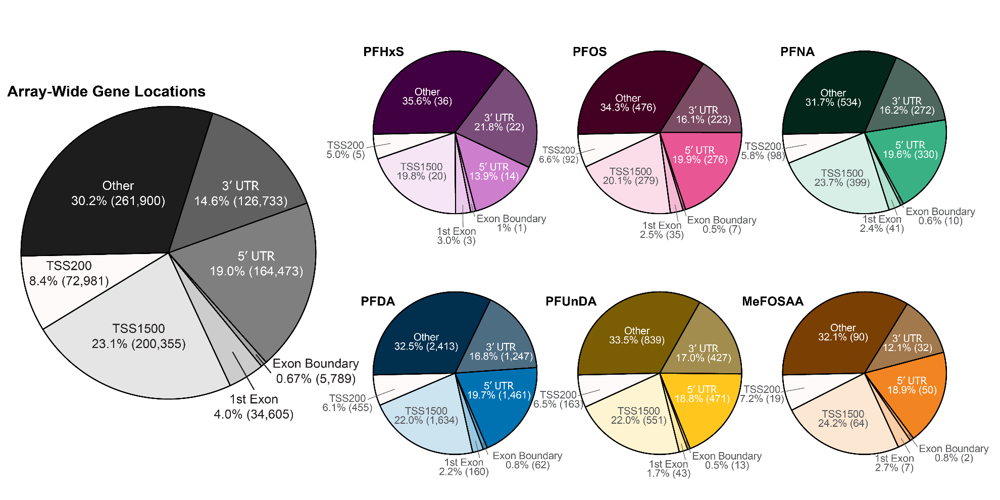 Array-Wide Gene Locations
Other
30.2% (261,900)
3′ UTR
14.6% (126,733)
5′ UTR
19.0% (164,473)
Exon Boundary
0.67% (5,789)
1st Exon
4.0% (34,605)
TSS1500
23.1% (200,355)
TSS200
8.4% (72,981)
PFHxS
Other
35.6% (36)
3′ UTR
21.8% (22)
5′ UTR
13.9% (14)
Exon Boundary
1% (1)
1st Exon
3.0% (3)
TSS1500
19.8% (20)
TSS200
5.0% (5)
PFOS
Other
34.3% (476)
3′ UTR
16.1% (223)
5′ UTR
19.9% (276)
Exon Boundary
0.5% (7)
1st Exon
2.5% (35)
TSS1500
20.1% (279)
TSS200
6.6% (92)
PFNA
Other
31.7% (534)
3′ UTR
16.2% (272)
5′ UTR
19.6% (330)
Exon Boundary
0.6% (10)
1st Exon
2.4% (41)
TSS1500
23.7% (399)
TSS200
5.8% (98)
PFDA
Other
32.5% (2,413)
3′ UTR
16.8% (1,247)
5′ UTR
19.7% (1,461)
Exon Boundary
0.8% (62)
1st Exon
2.2% (160)
TSS1500
22.0% (1,634)
TSS200
6.1% (455)
PFUnDA
Other
33.5% (839)
3′ UTR
17.0% (427)
5′ UTR
18.8% (471)
Exon Boundary
0.5% (13)
1st Exon
1.7% (43)
TSS1500
22.0% (551)
TSS200
6.5% (163)
MeFOSAA
Other
32.1% (90)
3′ UTR
12.1% (32)
5′ UTR
18.9% (50)
Exon Boundary
0.8% (2)
1st Exon
2.7% (7)
TSS1500
24.2% (64)
TSS200
7.2% (19)